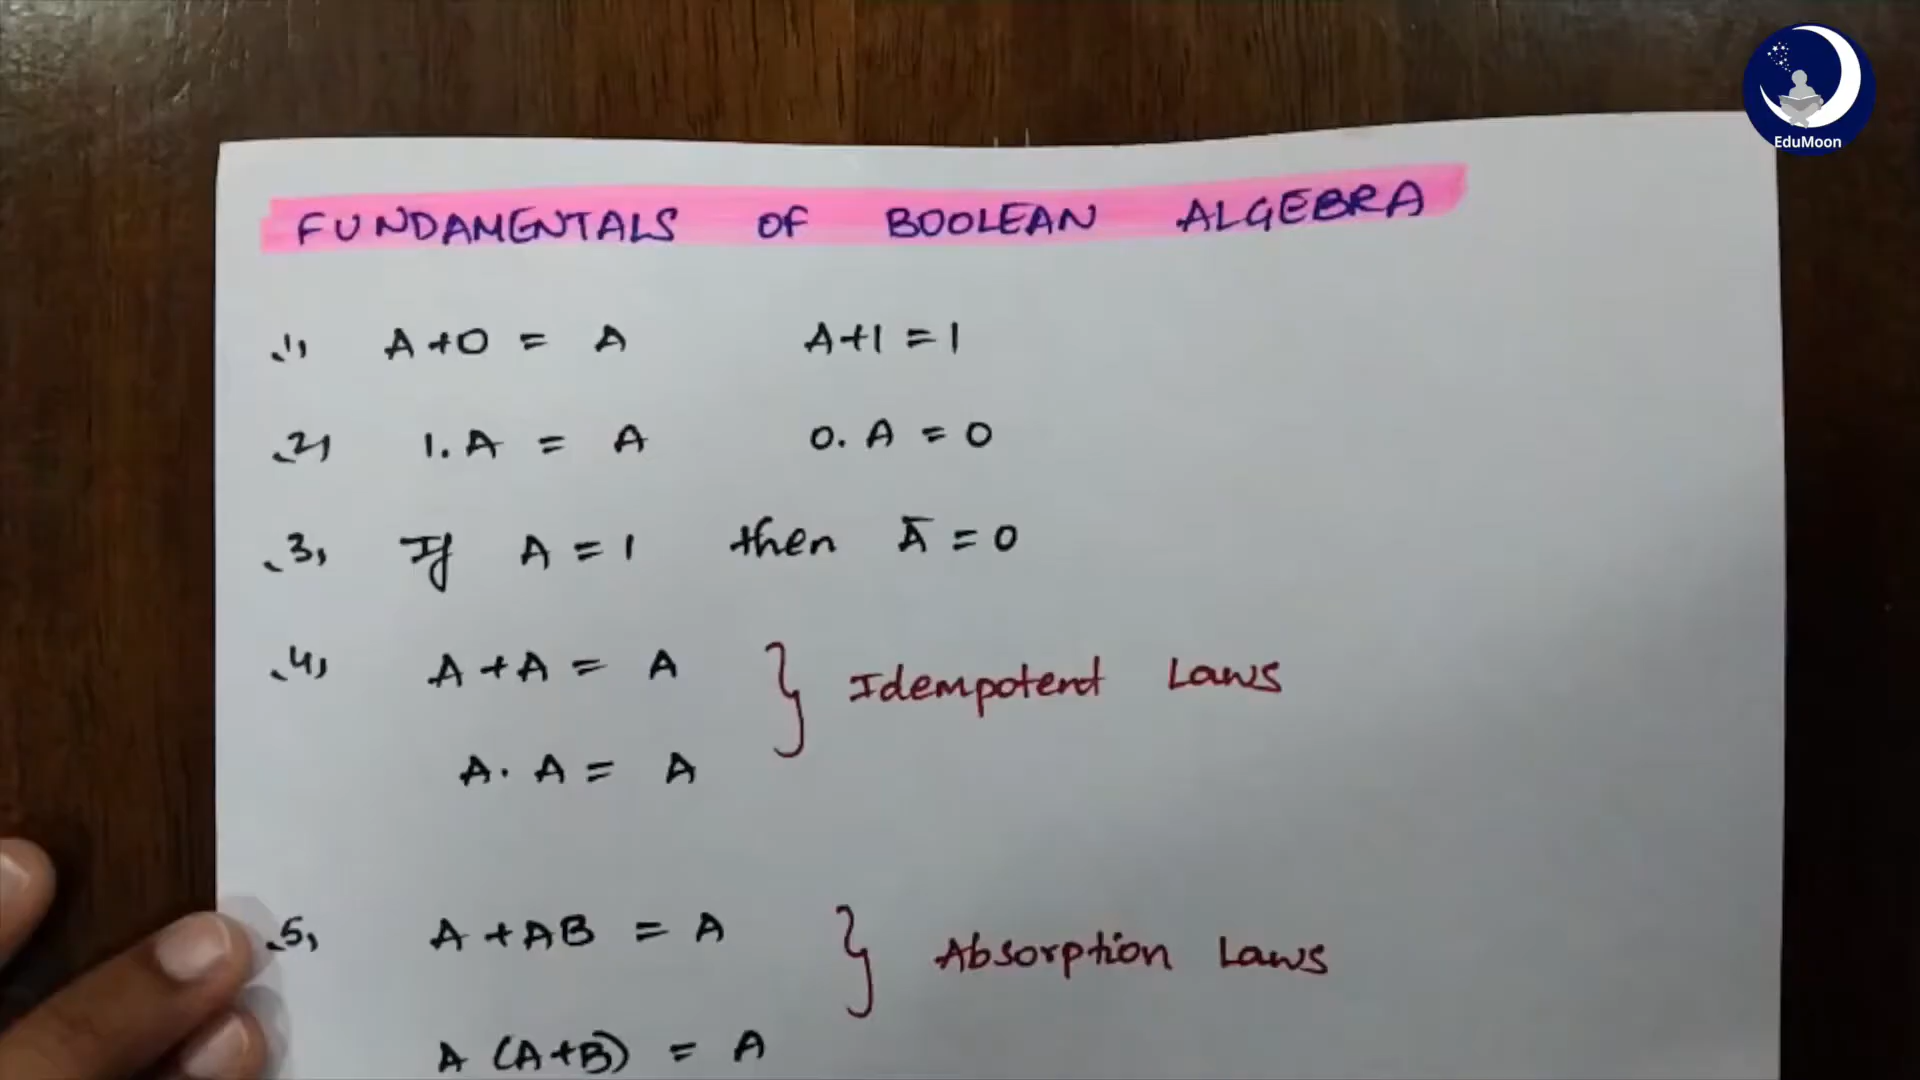 EduMoon
FUNDAMENTALS OF BOOLEAN ALGEBRA
1, A+0 = A A+1 = 1
2, 1. A = A 0. A = 0
3, If A = 1 then Ā = 0
4, A + A = A } Idempotent Laws
A. A = A
5, A + AB = A } Absorption Laws
A (A+B) = A